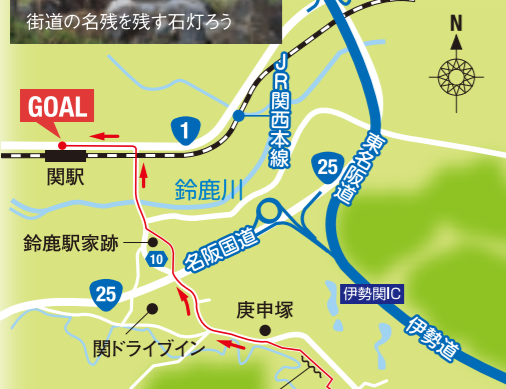 街道の名残を残す石灯ろう
N
GOAL
1
JR関西本線
東名阪道
25
関駅
鈴鹿川
鈴鹿駅家跡
10
名阪国道
25
伊勢関IC
庚申塚
関ドライブイン
伊勢道